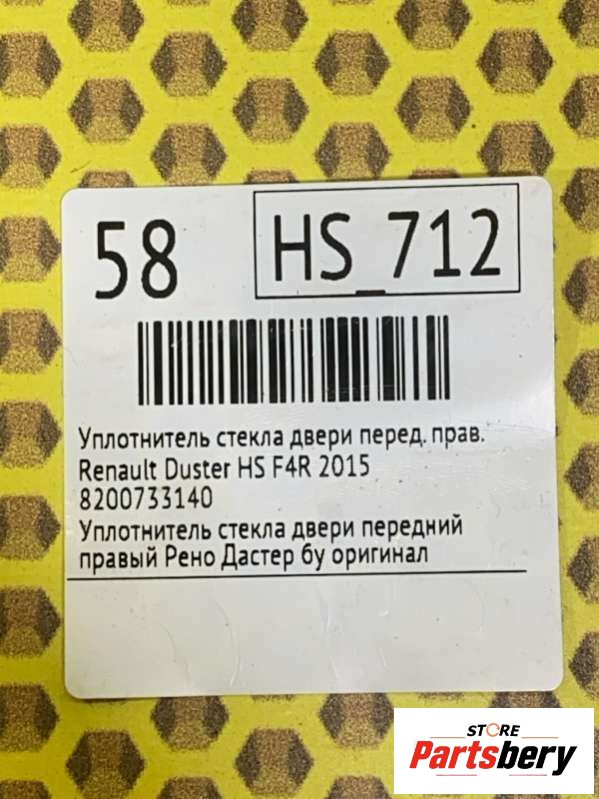 58
HS_712
Уплотнитель стекла двери перед. прав.
Renault Duster HS F4R 2015
8200733140
Уплотнитель стекла двери передний
правый Рено Дастер бу оригинал
STORE
Partsbery